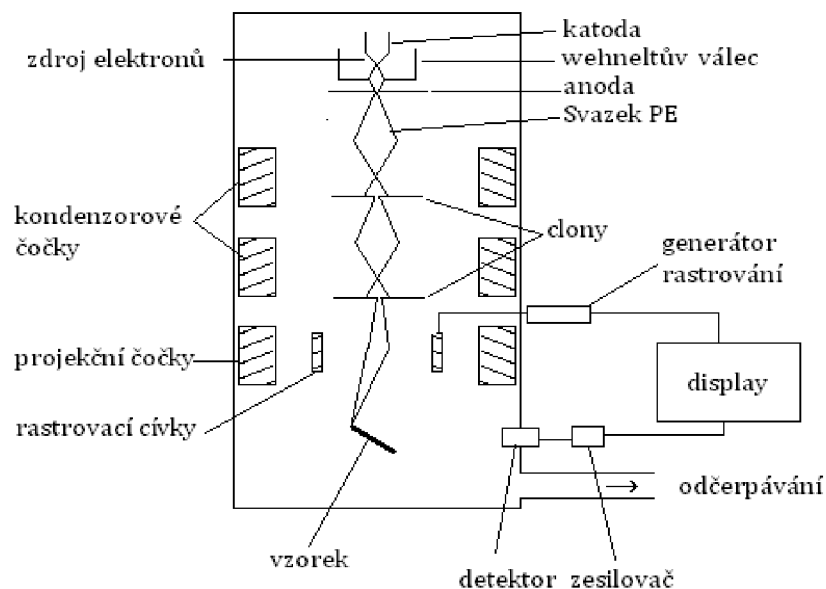 katoda
zdroj elektronů
wehneltův válec
anoda
Svazek PE
kondenzorové
čočky
clony
generátor
rastrování
projekční čočky
display
rastrovací cívky
odčerpávání
vzorek
detektor zesilovač